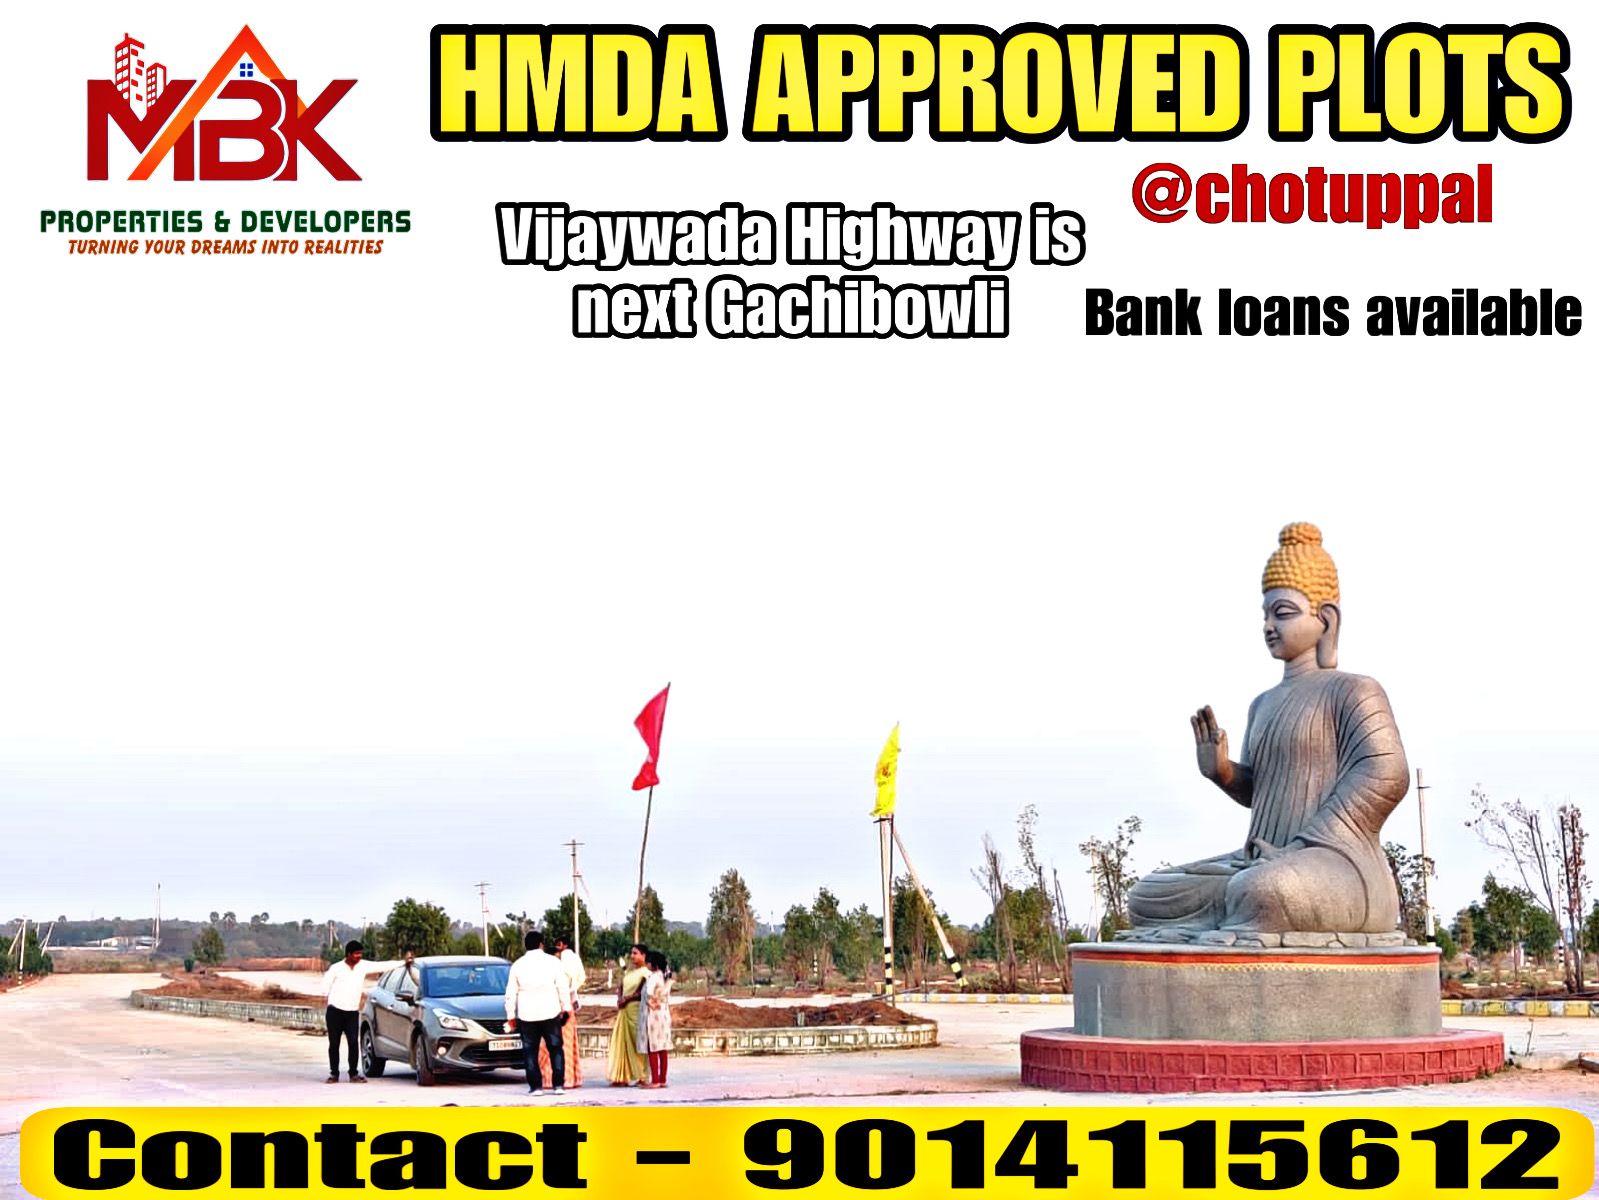 MBK
PROPERTIES & DEVELOPERS
TURNING YOUR DREAMS INTO REALITIES
HMDA APPROVED PLOTS
@chotuppal
Vijaywada Highway is
next Gachibowli
Bank loans available
Contact - 9014115612